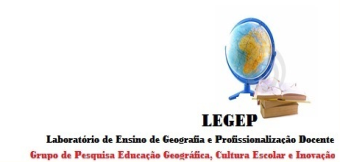 LEGEP
Laboratório de Ensino de Geografia e Profissionalização Docente
Grupo de Pesquisa Educação Geográfica, Cultura Escolar e Inovação